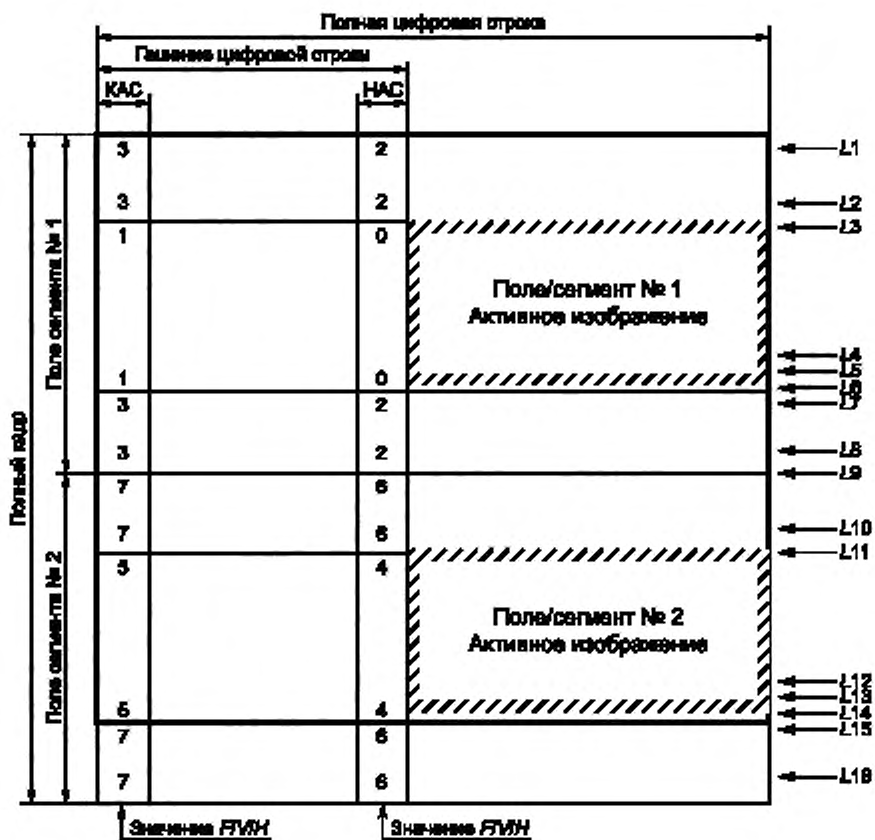 Полная цифровая строка
Гашение цифровой строки
КАС НАС
3 2 L1
3 2 L2
1 0 L3
Поле/сегмент № 1
Активное изображение
L4
L5
1 0 L6
3 2 L7
3 2 L8
L9
7 6
7 6 L10
L11
5 4
Поле/сегмент № 2
Активное изображение
L12
L13
5 4 L14
7 6 L15
7 6 L16
Полный кадр
Поле сегмента № 1
Поле сегмента № 2
Значение F/V/H Значение F/V/H